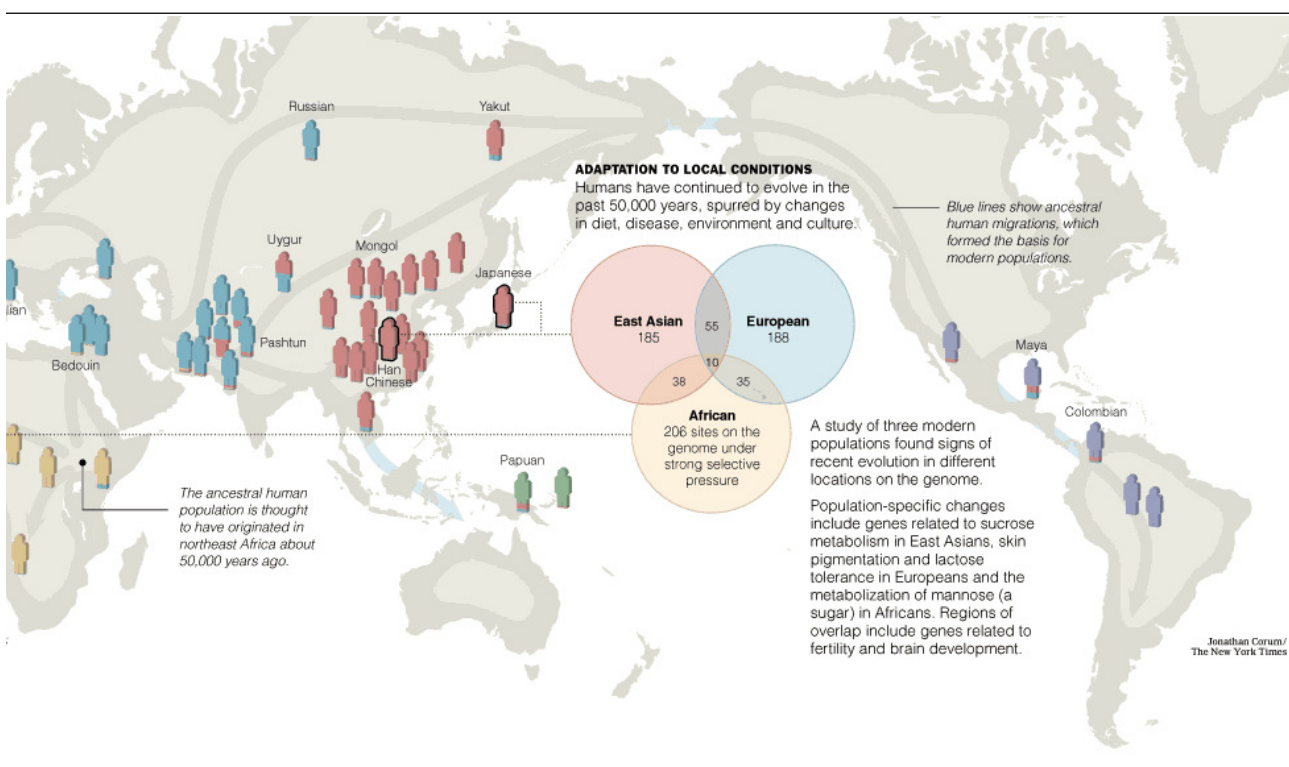 Russian
Yakut
ADAPTATION TO LOCAL CONDITIONS
Humans have continued to evolve in the
past 50,000 years, spurred by changes
in diet, disease, environment and culture.
Blue lines show ancestral
human migrations, which
formed the basis for
modern populations.
Uygur
Mongol
Japanese
lian
East Asian
185
55
European
188
Bedouin
Pashtun
Han
Chinese
10
38
35
Maya
Colombian
African
206 sites on the
genome under
strong selective
pressure
A study of three modern
populations found signs of
recent evolution in different
locations on the genome.
Papuan
The ancestral human
population is thought
to have originated in
northeast Africa about
50,000 years ago.
Population-specific changes
include genes related to sucrose
metabolism in East Asians, skin
pigmentation and lactose
tolerance in Europeans and the
metabolization of mannose (a
sugar) in Africans. Regions of
overlap include genes related to
fertility and brain development.
Jonathan Corum/
The New York Times